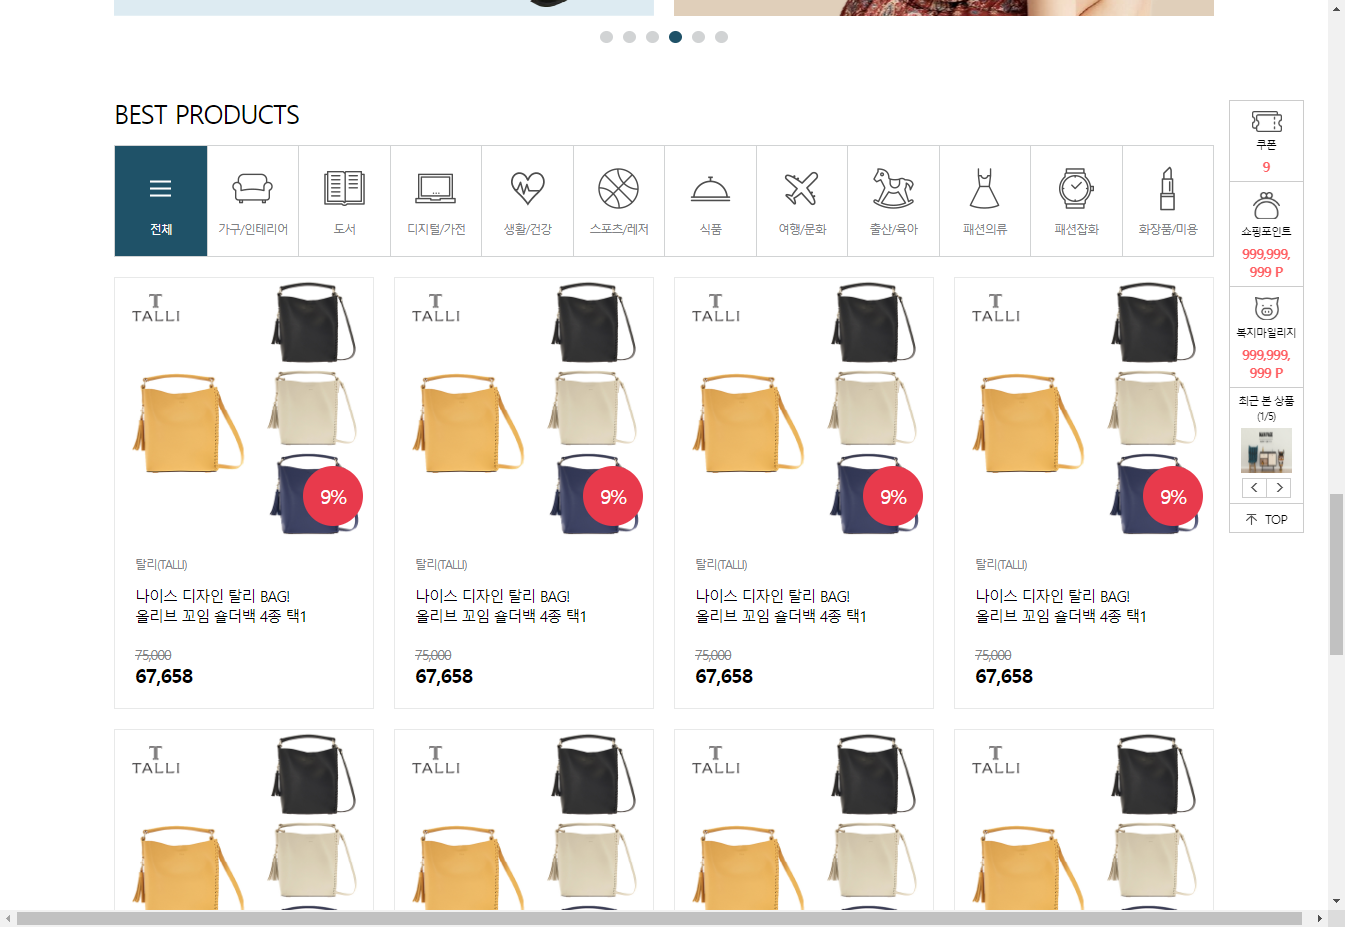 BEST PRODUCTS
전체
가구/인테리어
도서
디지털/가전
생활/건강
스포츠/레저
식품
여행/문화
출산/육아
패션의류
패션잡화
화장품/미용
쿠폰
9
쇼핑포인트
999,999,
999 P
복지마일리지
999,999,
999 P
최근 본 상품
(1/5)
TOP
T
TALLI
9%
탈리(TALLI)
나이스 디자인 탈리 BAG!
올리브 꼬임 숄더백 4종 택1
75,000
67,658
T
TALLI
9%
탈리(TALLI)
나이스 디자인 탈리 BAG!
올리브 꼬임 숄더백 4종 택1
75,000
67,658
T
TALLI
9%
탈리(TALLI)
나이스 디자인 탈리 BAG!
올리브 꼬임 숄더백 4종 택1
75,000
67,658
T
TALLI
9%
탈리(TALLI)
나이스 디자인 탈리 BAG!
올리브 꼬임 숄더백 4종 택1
75,000
67,658
T
TALLI
T
TALLI
T
TALLI
T
TALLI